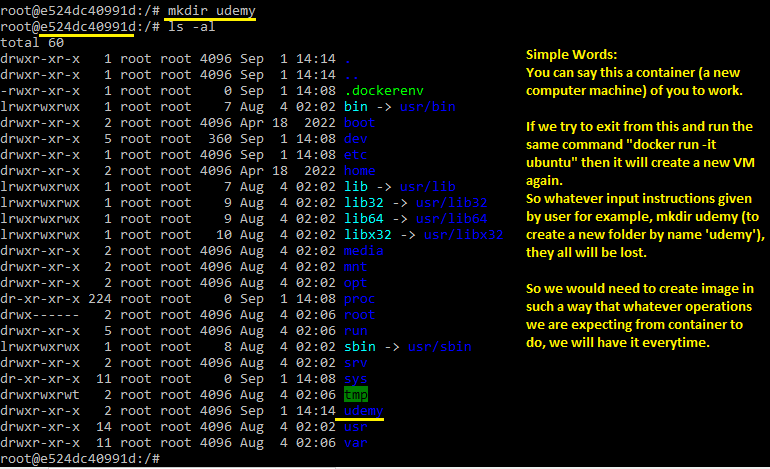 root@e524dc40991d:/# mkdir udemy
root@e524dc40991d:/# ls -al
total 60
drwxr-xr-x   1 root root 4096 Sep  1 14:14 .
drwxr-xr-x   1 root root 4096 Sep  1 14:14 ..
-rwxr-xr-x   1 root root    0 Sep  1 14:08 .dockerenv
lrwxrwxrwx   1 root root    7 Aug  4 02:02 bin -> usr/bin
drwxr-xr-x   2 root root 4096 Apr 18  2022 boot
drwxr-xr-x   5 root root  360 Sep  1 14:08 dev
drwxr-xr-x   1 root root 4096 Sep  1 14:08 etc
drwxr-xr-x   2 root root 4096 Apr 18  2022 home
lrwxrwxrwx   1 root root    7 Aug  4 02:02 lib -> usr/lib
lrwxrwxrwx   1 root root    9 Aug  4 02:02 lib32 -> usr/lib32
lrwxrwxrwx   1 root root    9 Aug  4 02:02 lib64 -> usr/lib64
lrwxrwxrwx   1 root root   10 Aug  4 02:02 libx32 -> usr/libx32
drwxr-xr-x   2 root root 4096 Aug  4 02:02 media
drwxr-xr-x   2 root root 4096 Aug  4 02:02 mnt
drwxr-xr-x   2 root root 4096 Aug  4 02:02 opt
dr-xr-xr-x 224 root root    0 Sep  1 14:08 proc
drwx------   2 root root 4096 Aug  4 02:06 root
drwxr-xr-x   5 root root 4096 Aug  4 02:06 run
lrwxrwxrwx   1 root root    8 Aug  4 02:02 sbin -> usr/sbin
drwxr-xr-x   2 root root 4096 Aug  4 02:02 srv
dr-xr-xr-x  11 root root    0 Sep  1 14:08 sys
drwxrwxrwt   2 root root 4096 Aug  4 02:06 tmp
drwxr-xr-x   2 root root 4096 Sep  1 14:14 udemy
drwxr-xr-x  14 root root 4096 Aug  4 02:02 usr
drwxr-xr-x  11 root root 4096 Aug  4 02:06 var
root@e524dc40991d:/#
Simple Words:
You can say this a container (a new
computer machine) of you to work.
If we try to exit from this and run the
same command "docker run -it
ubuntu" then it will create a new VM
again.
So whatever input instructions given
by user for example, mkdir udemy (to
create a new folder by name 'udemy'),
they all will be lost.
So we would need to create image in
such a way that whatever operations
we are expecting from container to
do, we will have it everytime.